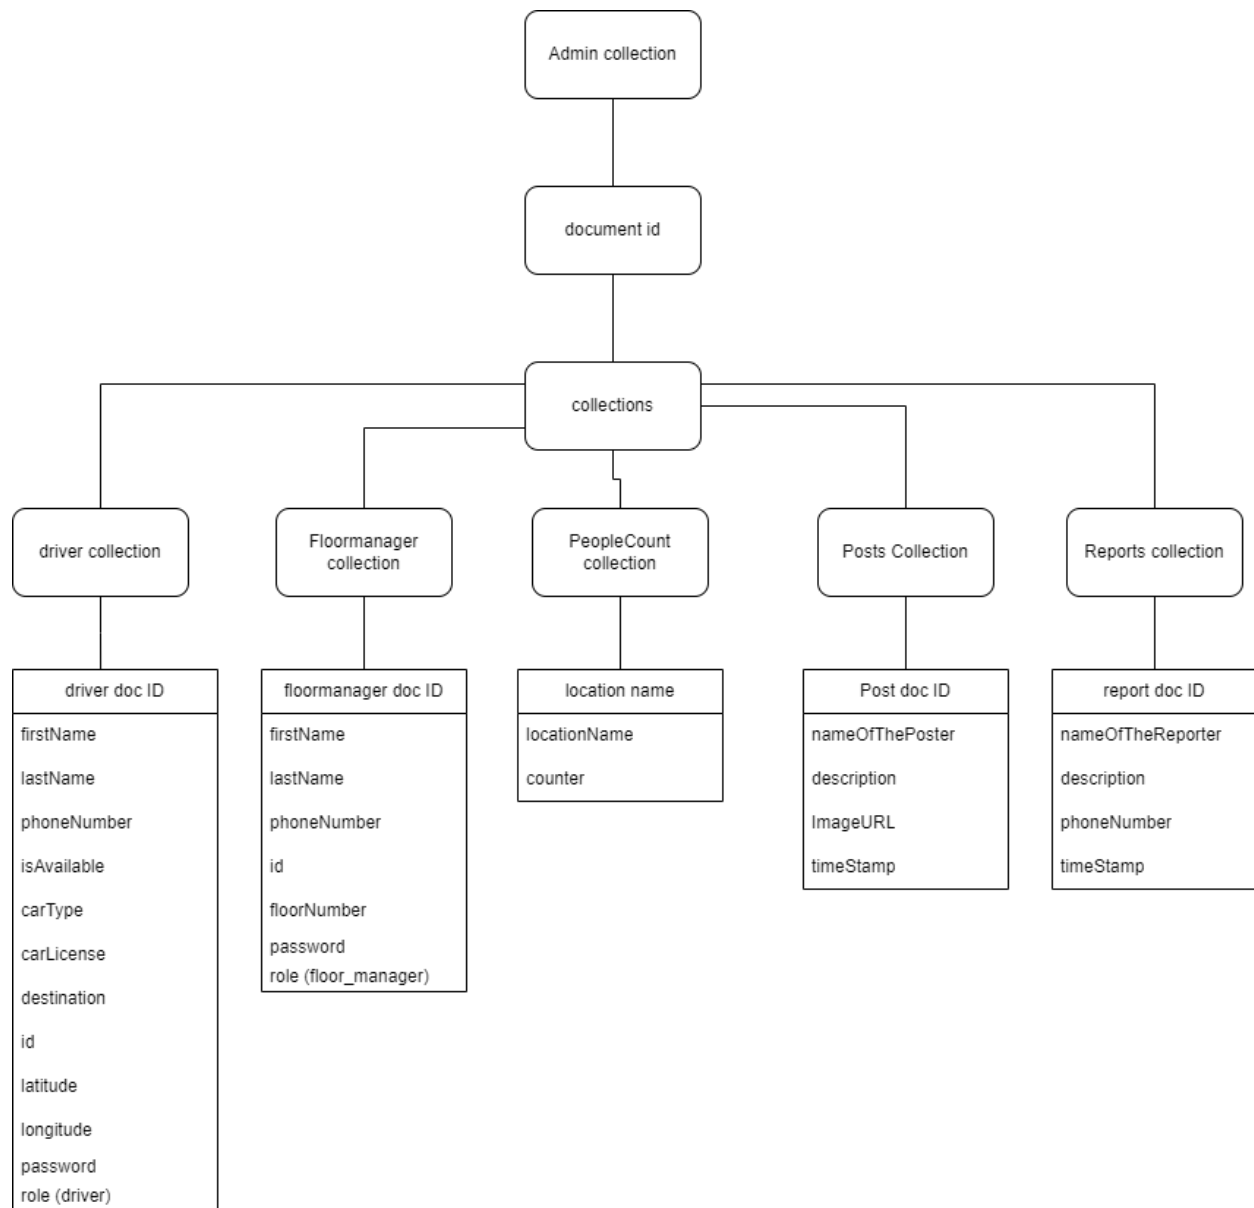 Admin collection
document id
collections
driver collection
Floormanager
collection
PeopleCount
collection
Posts Collection
Reports collection
driver doc ID
firstName
lastName
phoneNumber
isAvailable
carType
carLicense
destination
id
latitude
longitude
password
role (driver)
floormanager doc ID
firstName
lastName
phoneNumber
id
floorNumber
password
role (floor_manager)
location name
locationName
counter
Post doc ID
nameOfThePoster
description
ImageURL
timeStamp
report doc ID
nameOfTheReporter
description
phoneNumber
timeStamp